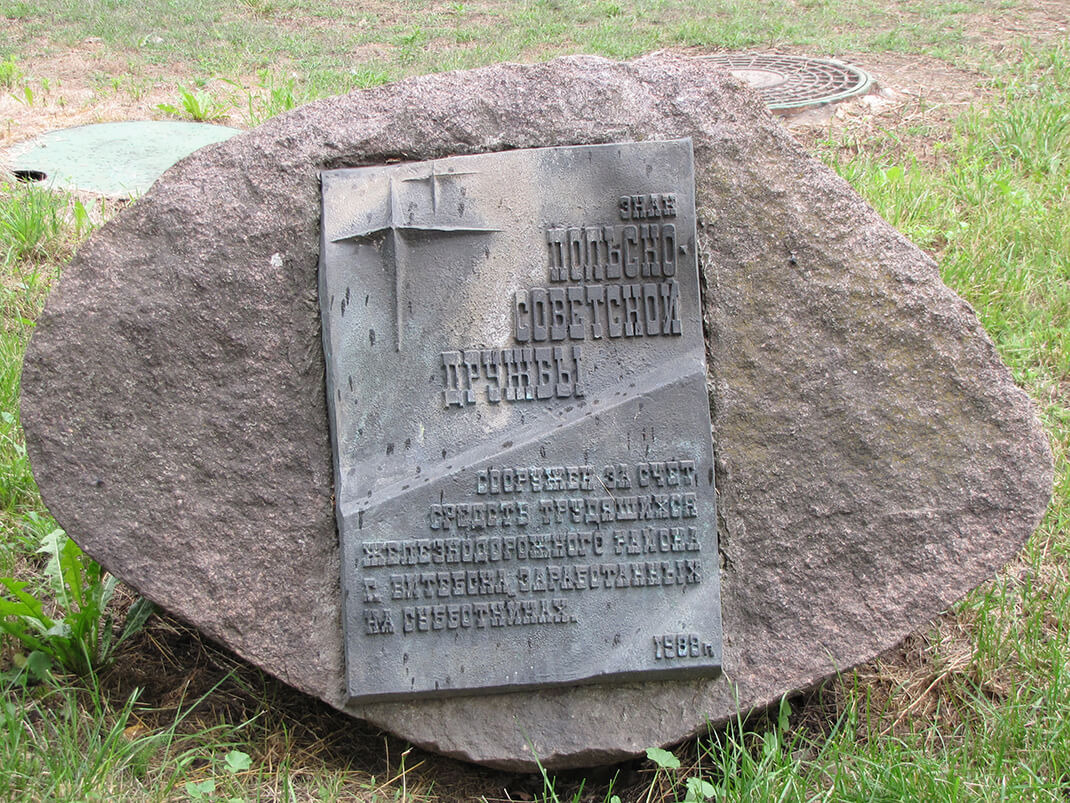 ЗНАК
ПОЛЬСКО-
СОВЕТСКОЙ
ДРУЖБЫ
СООРУЖЕН ЗА СЧЕТ
СРЕДСТВ ТРУДЯЩИХСЯ
ЖЕЛЕЗНОДОРОЖНОГО РАЙОНА
Г. ВИТЕБСКА, ЗАРАБОТАННЫХ
НА СУББОТНИКАХ.
1988 г.